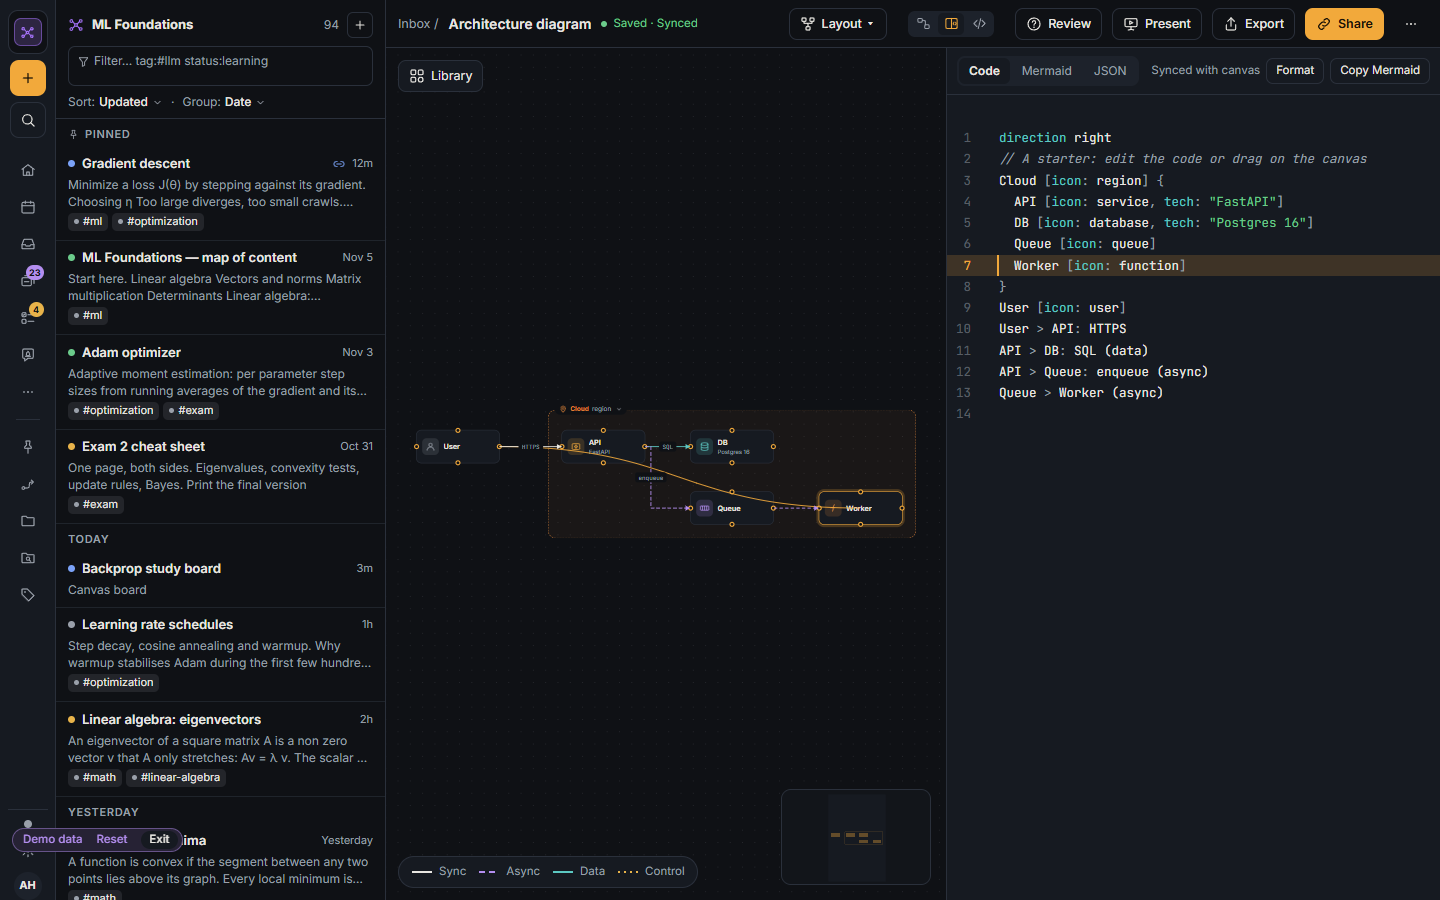 ML Foundations 94 +
Filter... tag:#llm status:learning
Sort: Updated · Group: Date
PINNED
Gradient descent 12m
Minimize a loss J(θ) by stepping against its gradient.
Choosing η Too large diverges, too small crawls....
#ml #optimization
ML Foundations — map of content Nov 5
Start here. Linear algebra Vectors and norms Matrix
multiplication Determinants Linear algebra:...
#ml
Adam optimizer Nov 3
Adaptive moment estimation: per parameter step
sizes from running averages of the gradient and its...
#optimization #exam
Exam 2 cheat sheet Oct 31
One page, both sides. Eigenvalues, convexity tests,
update rules, Bayes. Print the final version
#exam
TODAY
Backprop study board 3m
Canvas board
Learning rate schedules 1h
Step decay, cosine annealing and warmup. Why
warmup stabilises Adam during the first few hundre...
#optimization
Linear algebra: eigenvectors 2h
An eigenvector of a square matrix A is a non zero
vector v that A only stretches: Av = λ v. The scalar ...
#math #linear-algebra
YESTERDAY
ima Yesterday
A function is convex if the segment between any two
points lies above its graph. Every local minimum is...
#math
23
4
Demo data Reset Exit
AH
Inbox / Architecture diagram Saved · Synced
Layout
Review
Present
Export
Share
Library
Cloud region
User
HTTPS
API
FastAPI
SQL
DB
Postgres 16
enqueue
Queue
Worker
Sync Async Data Control
Code Mermaid JSON Synced with canvas Format Copy Mermaid
1 direction right
2 // A starter: edit the code or drag on the canvas
3 Cloud [icon: region] {
4 API [icon: service, tech: "FastAPI"]
5 DB [icon: database, tech: "Postgres 16"]
6 Queue [icon: queue]
7 Worker [icon: function]
8 }
9 User [icon: user]
10 User > API: HTTPS
11 API > DB: SQL (data)
12 API > Queue: enqueue (async)
13 Queue > Worker (async)
14